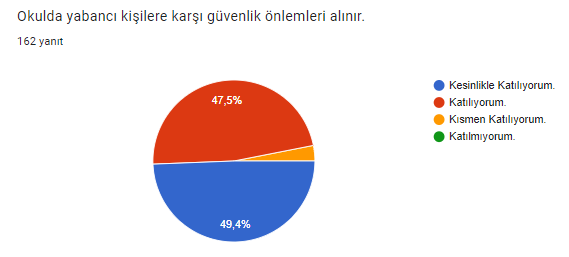 Okulda yabancı kişilere karşı güvenlik önlemleri alınır.
162 yanıt
47,5%
49,4%
Kesinlikle Katılıyorum.
Katılıyorum.
Kısmen Katılıyorum.
Katılmıyorum.